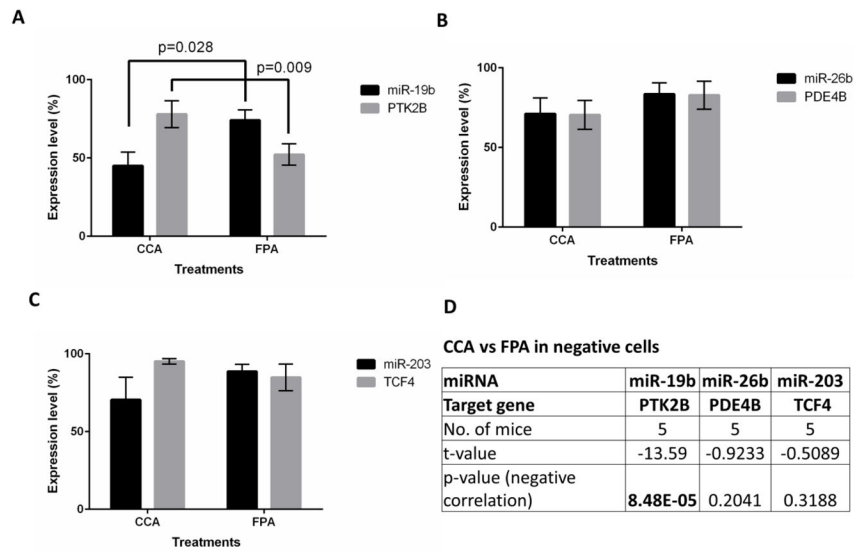 A
p=0.028
p=0.009
100
50
0
Expression level (%)
CCA
FPA
Treatments
miR-19b
PTK2B
B
100
50
0
Expression level (%)
CCA
FPA
Treatments
miR-26b
PDE4B
C
100
50
0
Expression level (%)
CCA
FPA
Treatments
miR-203
TCF4
D
CCA vs FPA in negative cells
miRNA miR-19b miR-26b miR-203
Target gene PTK2B PDE4B TCF4
No. of mice 5 5 5
t-value -13.59 -0.9233 -0.5089
p-value (negative
correlation) 8.48E-05 0.2041 0.3188